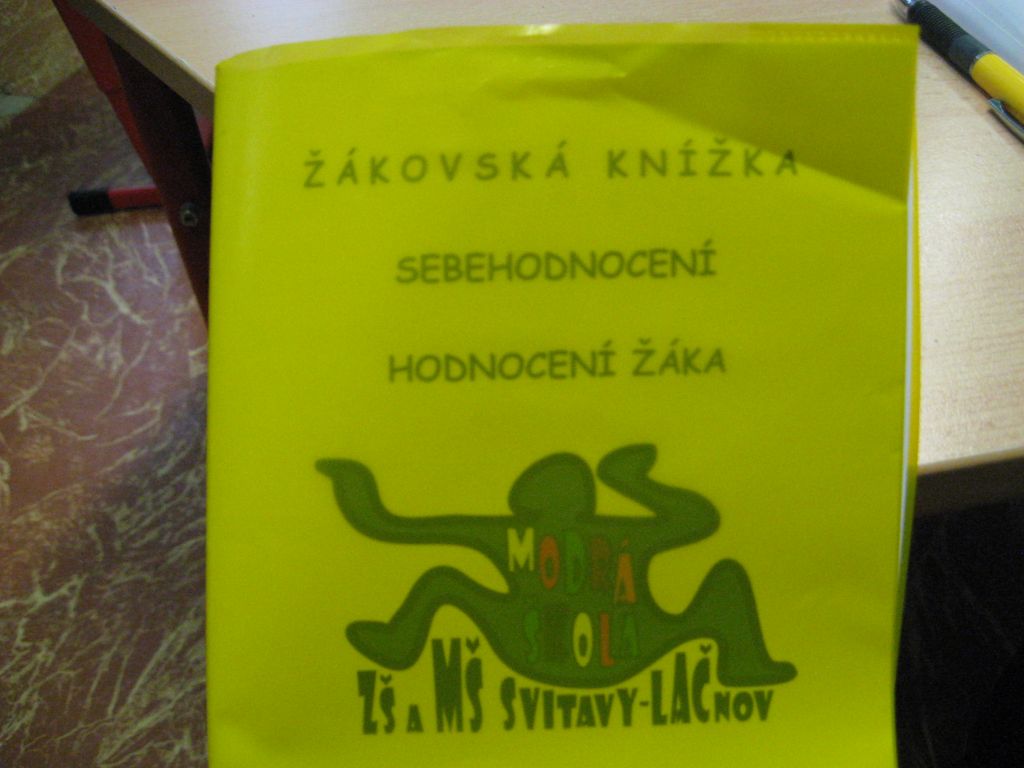 ŽÁKOVSKÁ KNÍŽKA
SEBEHODNOCENÍ
HODNOCENÍ ŽÁKA
MODRÁ
ŠKOLA
ZŠ A MŠ SVITAVY-LAČNOV